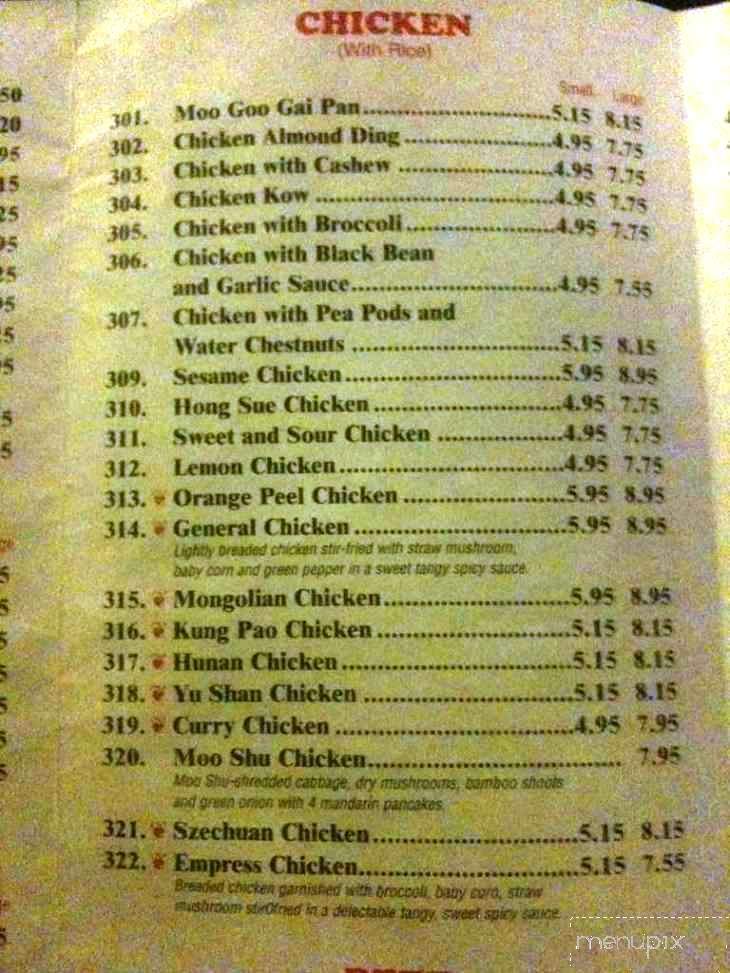 CHICKEN
(With Rice)
Small Large
301. Moo Goo Gai Pan..............................5.15 8.15
302. Chicken Almond Ding........................4.95 7.75
303. Chicken with Cashew.........................4.95 7.75
304. Chicken Kow.......................................4.95 7.75
305. Chicken with Broccoli.........................4.95 7.75
306. Chicken with Black Bean
and Garlic Sauce..................................4.95 7.55
307. Chicken with Pea Pods and
Water Chestnuts...................................5.15 8.15
309. Sesame Chicken....................................5.95 8.95
310. Hong Sue Chicken...............................4.95 7.75
311. Sweet and Sour Chicken.....................4.95 7.75
312. Lemon Chicken.....................................4.95 7.75
313. Orange Peel Chicken...........................5.95 8.95
314. General Chicken...................................5.95 8.95
Lightly breaded chicken stir-fried with straw mushroom,
baby corn and green pepper in a sweet tangy spicy sauce.
315. Mongolian Chicken..............................5.95 8.95
316. Kung Pao Chicken................................5.15 8.15
317. Hunan Chicken.....................................5.15 8.15
318. Yu Shan Chicken..................................5.15 8.15
319. Curry Chicken......................................4.95 7.95
320. Moo Shu Chicken........................................ 7.95
Moo Shu-shredded cabbage, dry mushrooms, bamboo shoots
and green onion with 4 mandarin pancakes.
321. Szechuan Chicken.................................5.15 8.15
322. Empress Chicken...................................5.15 7.55
Breaded chicken garnished with broccoli, baby corn, straw
mushroom stir0fried in a delectable tangy, sweet spicy sauce.
menupix